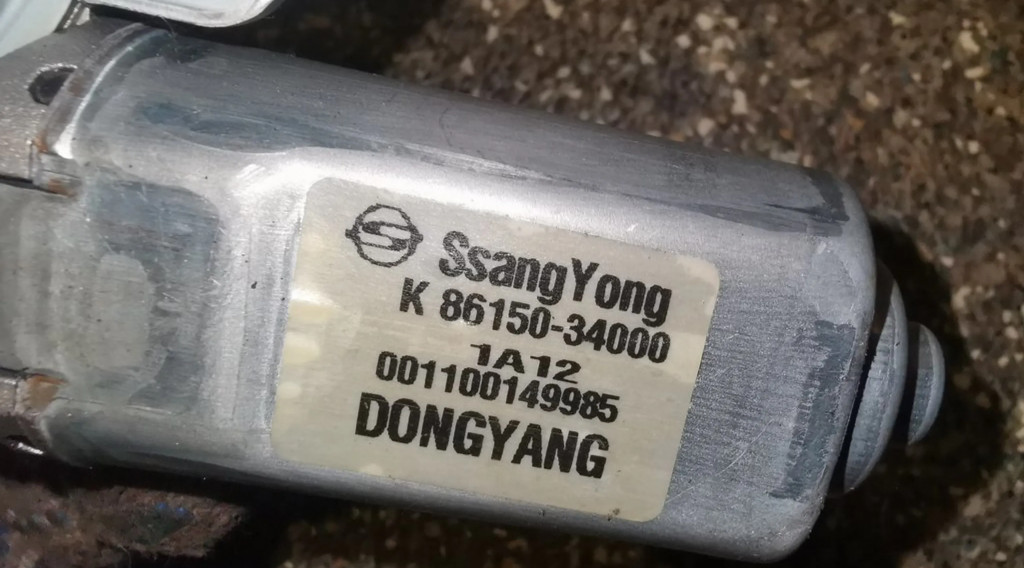 SsangYong
K 86150-34000
1A12
001100149985
DONGYANG